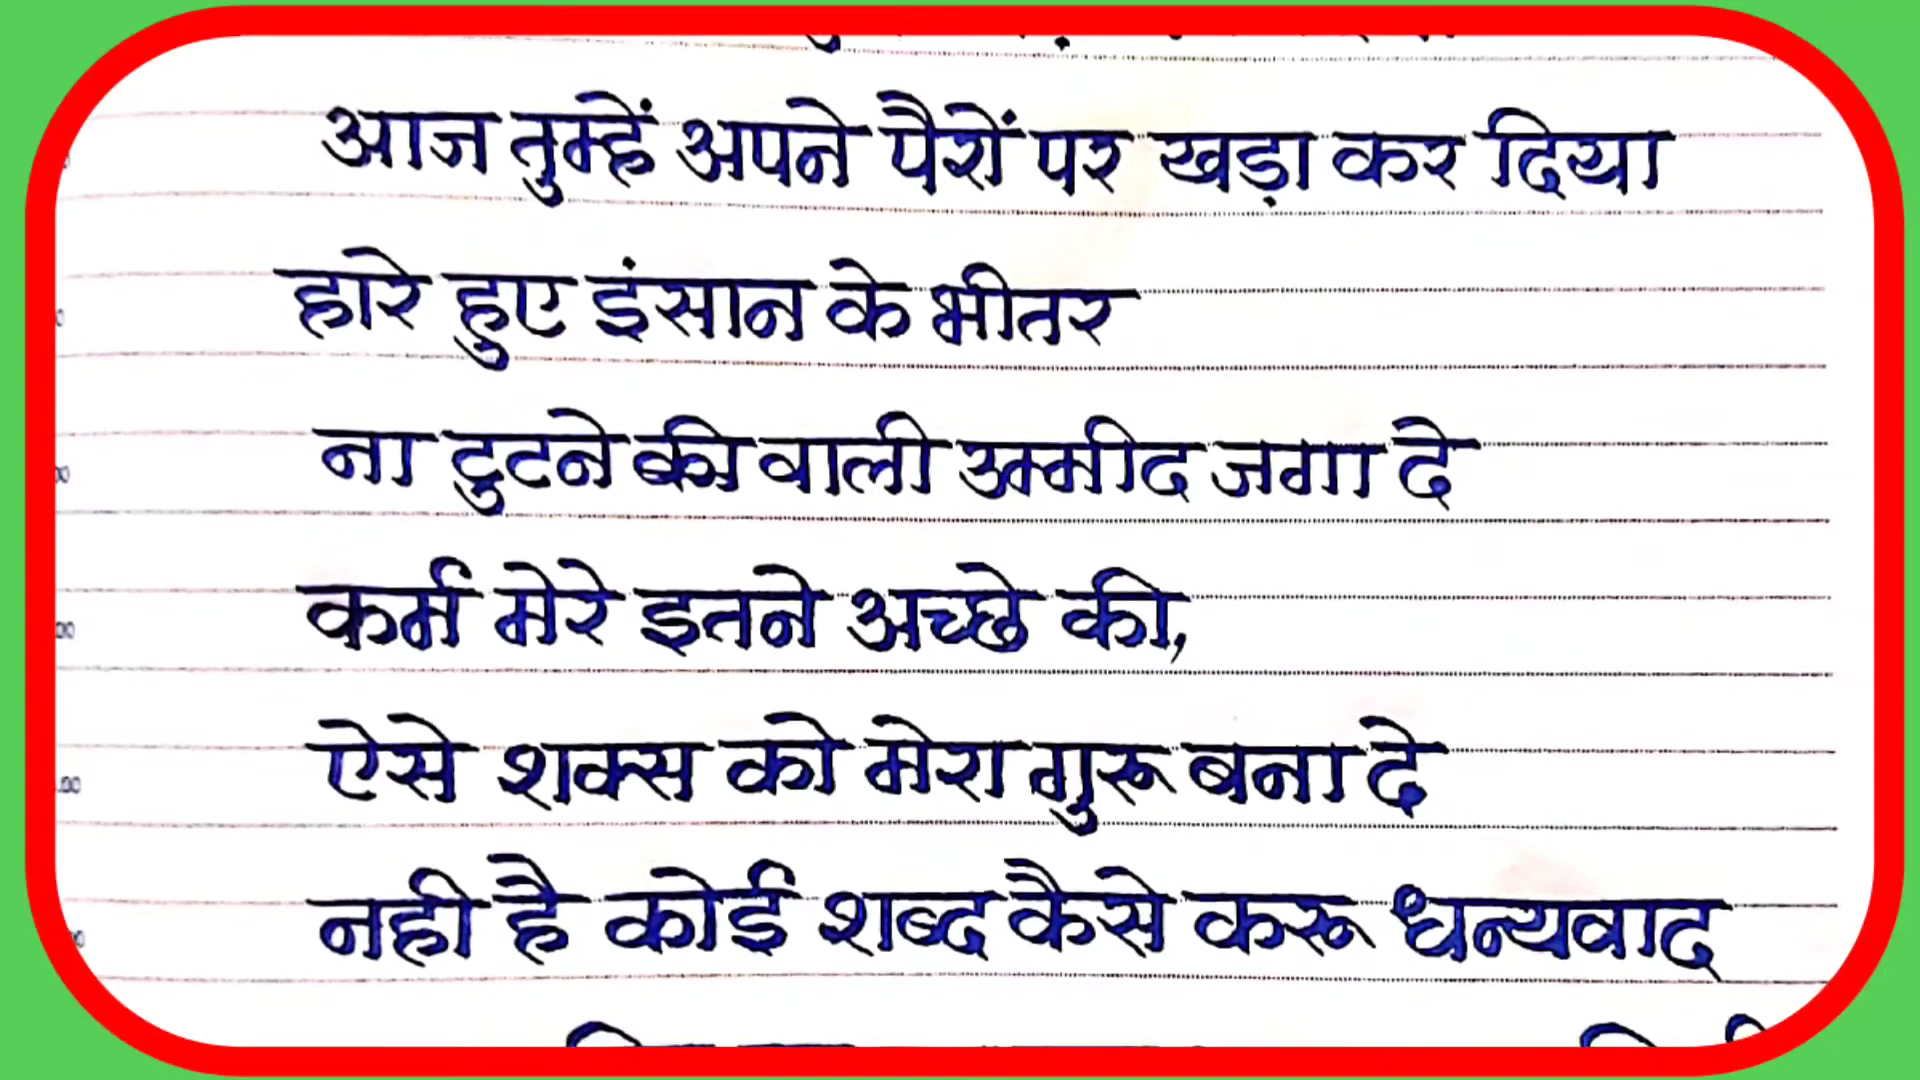 आज तुम्हें अपने पैरों पर खड़ा कर दिया
हारे हुए इंसान के भीतर
ना टुटने की वाली उम्मीद जगा दे
कर्म मेरे इतने अच्छे की,
ऐसे शक्स को मेरा गुरू बना दे
नही है कोई शब्द कैसे करू धन्यवाद